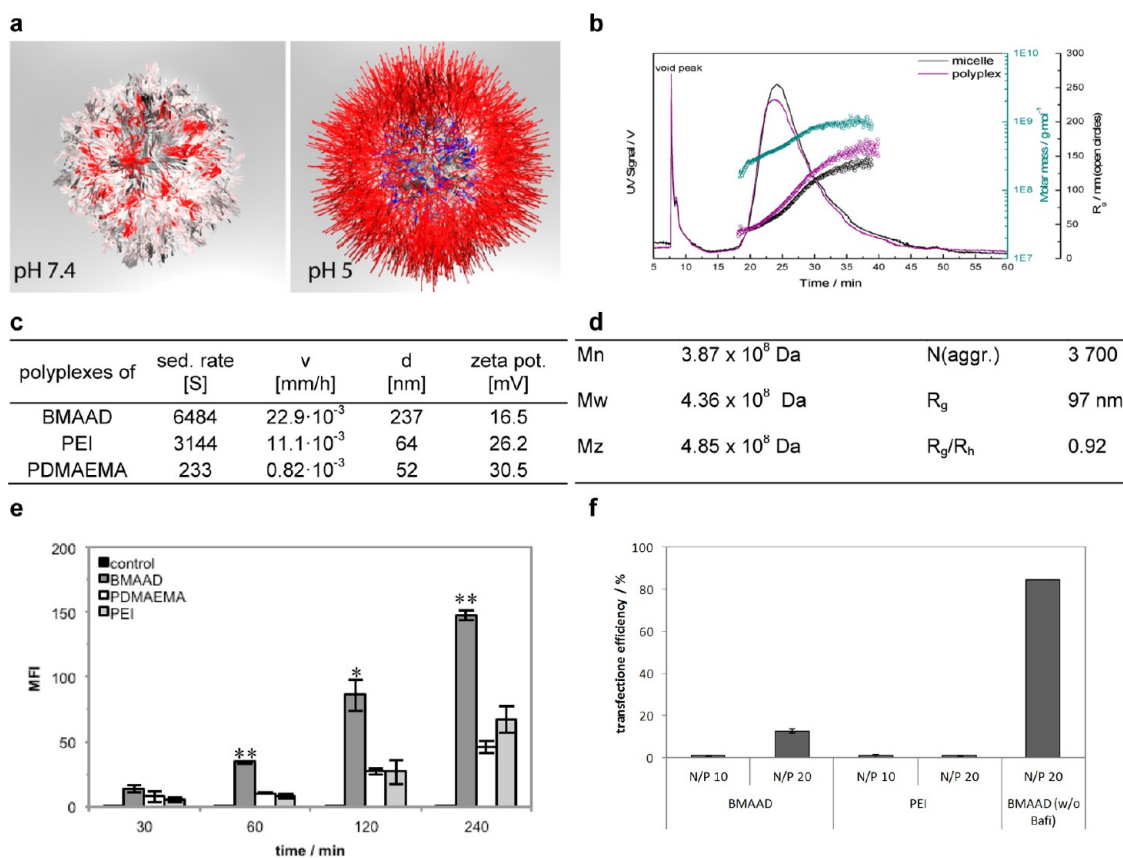 a
pH 7.4
pH 5
b
void peak
micelle
polyplex
UV Signal / V
1E10
1E9
1E8
1E7
Molar mass / g·mol⁻¹
300
250
200
150
100
50
0
Rg / nm(open circles)
5 10 15 20 25 30 35 40 45 50 55 60
Time / min
c
polyplexes of sed. rate [S] v [mm/h] d [nm] zeta pot. [mV]
BMAAD 6484 22.9·10⁻³ 237 16.5
PEI 3144 11.1·10⁻³ 64 26.2
PDMAEMA 233 0.82·10⁻³ 52 30.5
d
Mn 3.87 x 10⁸ Da N(aggr.) 3 700
Mw 4.36 x 10⁸ Da Rg 97 nm
Mz 4.85 x 10⁸ Da Rg/Rh 0.92
e
200
150
100
50
0
MFI
control
BMAAD
PDMAEMA
PEI
**
*
**
30 60 120 240
time / min
f
100
80
60
40
20
0
transfectione efficiency / %
N/P 10 N/P 20 N/P 10 N/P 20 N/P 20
BMAAD PEI BMAAD (w/o
Bafi)